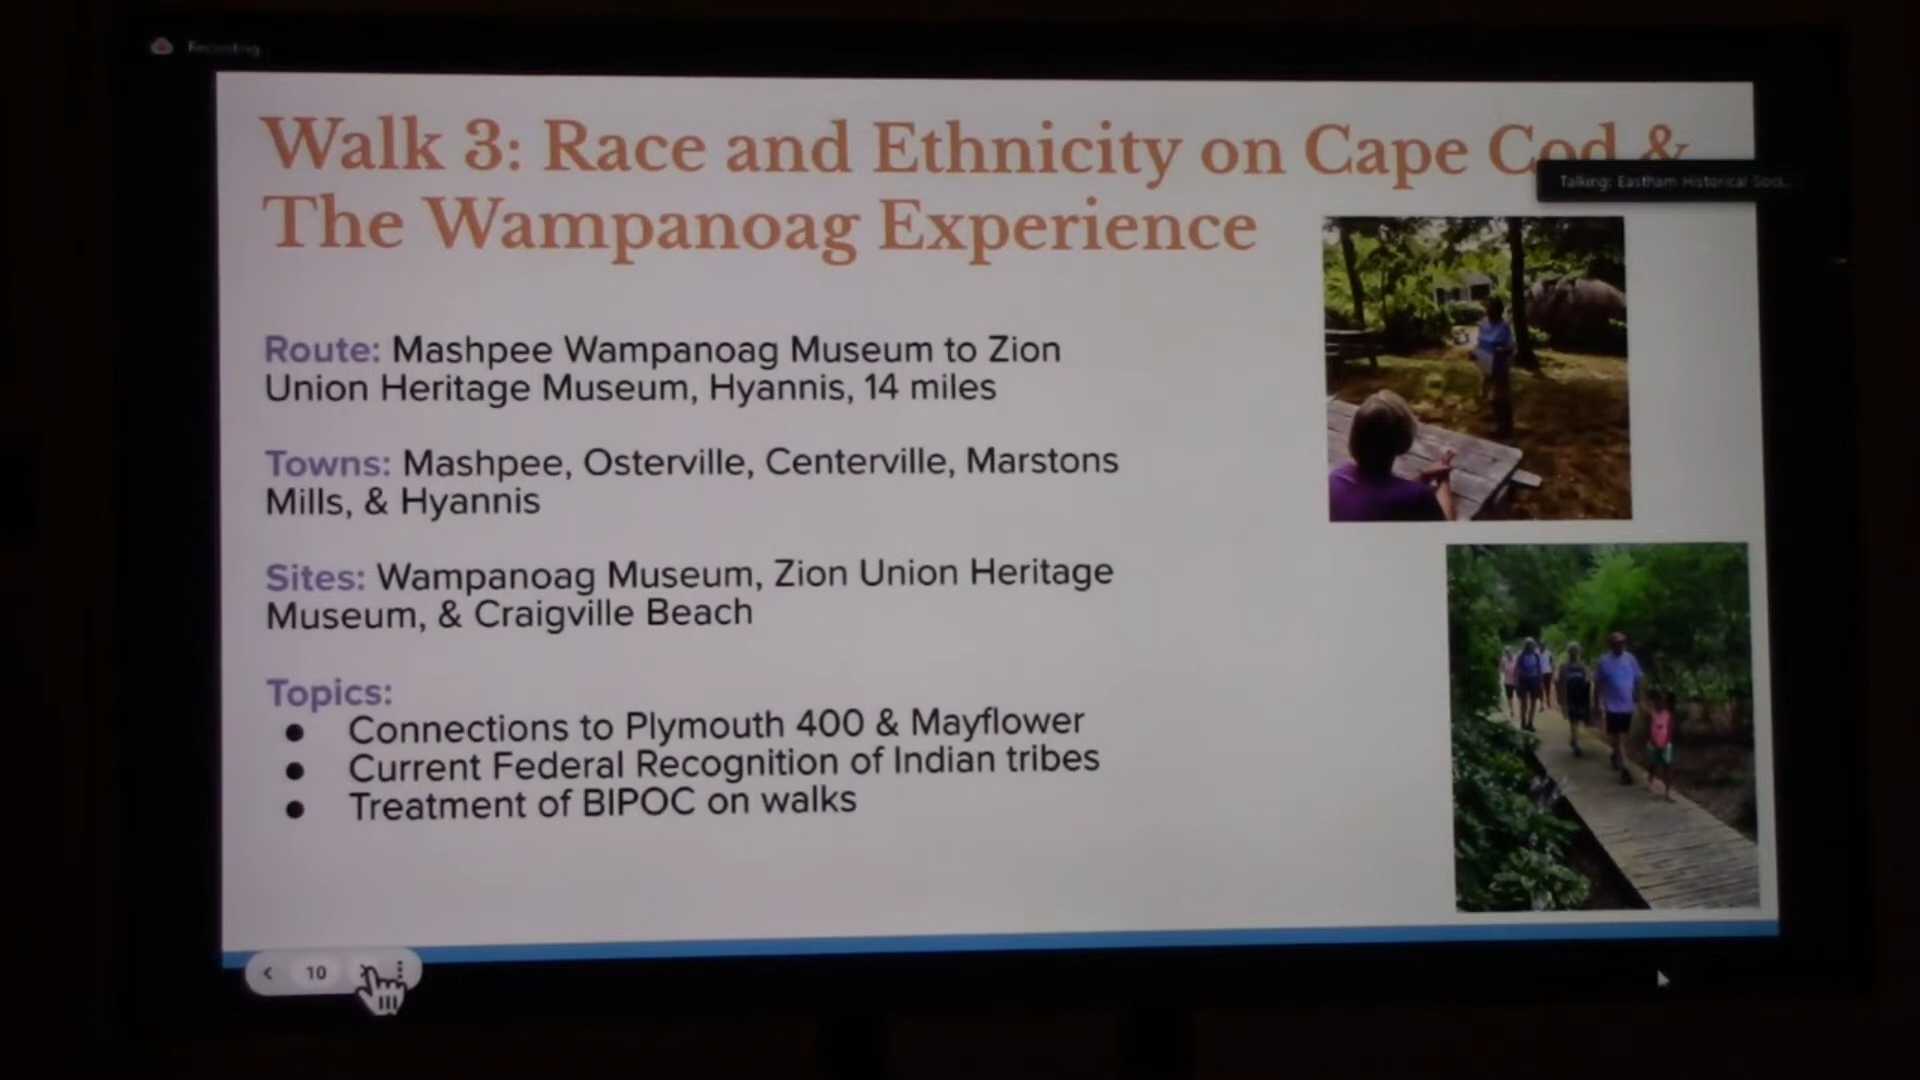 Recording
Walk 3: Race and Ethnicity on Cape Cod &
The Wampanoag Experience
Talking: Eastham Historical
Route: Mashpee Wampanoag Museum to Zion
Union Heritage Museum, Hyannis, 14 miles
Towns: Mashpee, Osterville, Centerville, Marstons
Mills, & Hyannis
Sites: Wampanoag Museum, Zion Union Heritage
Museum, & Craigville Beach
Topics:
● Connections to Plymouth 400 & Mayflower
● Current Federal Recognition of Indian tribes
● Treatment of BIPOC on walks
10